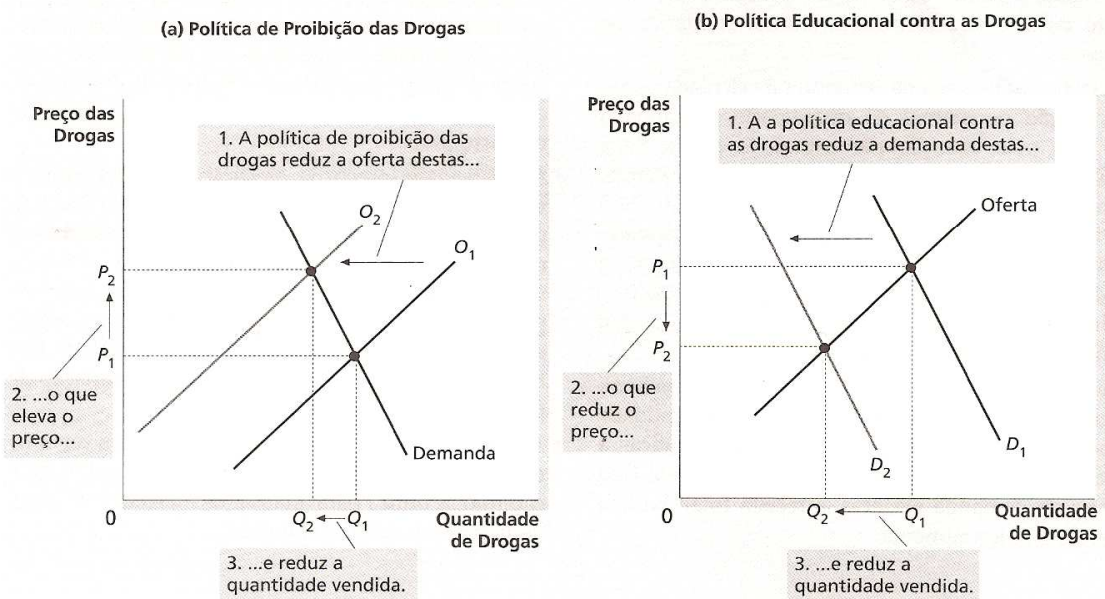 (a) Política de Proibição das Drogas
Preço das
Drogas
1. A política de proibição das
drogas reduz a oferta destas...
O2
O1
P2
P1
2. ...o que
eleva o
preço...
Demanda
0
Q2
Q1
Quantidade
de Drogas
3. ...e reduz a
quantidade vendida.
(b) Política Educacional contra as Drogas
Preço das
Drogas
1. A a política educacional contra
as drogas reduz a demanda destas...
Oferta
P1
P2
2. ...o que
reduz o
preço...
D2
D1
0
Q2
Q1
Quantidade
de Drogas
3. ...e reduz a
quantidade vendida.